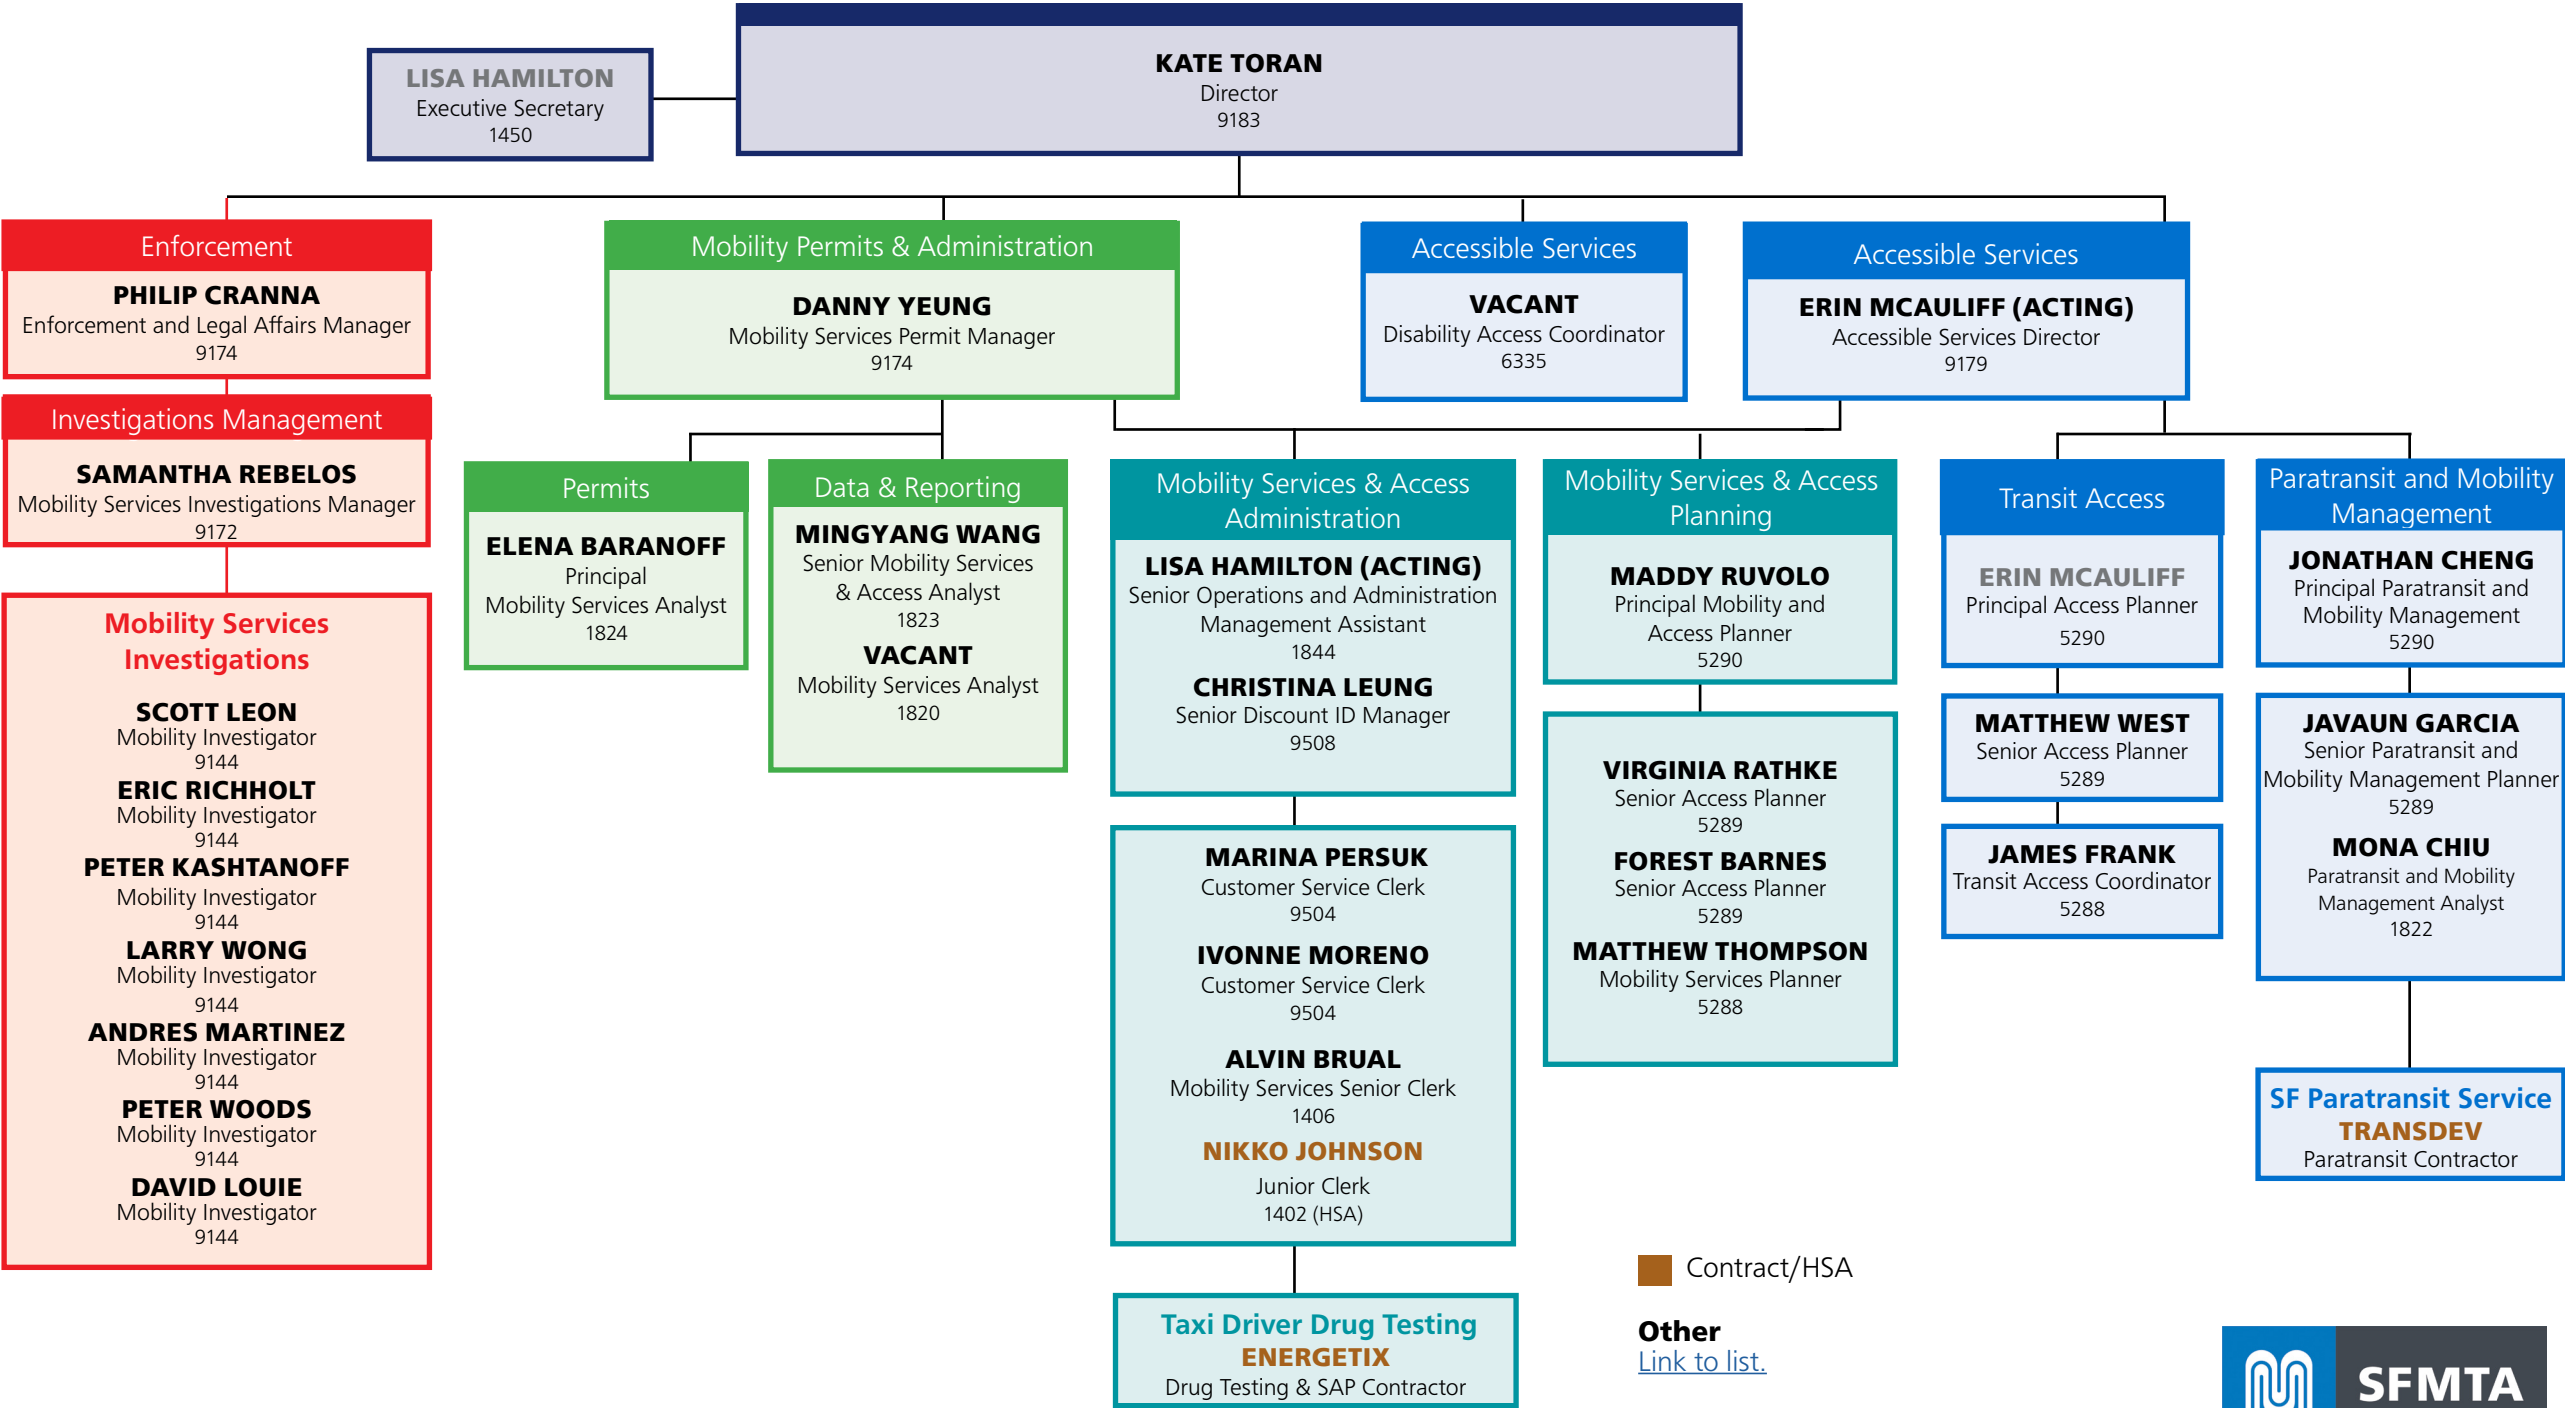 LISA HAMILTON
Executive Secretary
1450
KATE TORAN
Director
9183
Enforcement
PHILIP CRANNA
Enforcement and Legal Affairs Manager
9174
Investigations Management
SAMANTHA REBELOS
Mobility Services Investigations Manager
9172
Mobility Services
Investigations
SCOTT LEON
Mobility Investigator
9144
ERIC RICHHOLT
Mobility Investigator
9144
PETER KASHTANOFF
Mobility Investigator
9144
LARRY WONG
Mobility Investigator
9144
ANDRES MARTINEZ
Mobility Investigator
9144
PETER WOODS
Mobility Investigator
9144
DAVID LOUIE
Mobility Investigator
9144
Mobility Permits & Administration
DANNY YEUNG
Mobility Services Permit Manager
9174
Accessible Services
VACANT
Disability Access Coordinator
6335
Accessible Services
ERIN MCAULIFF (ACTING)
Accessible Services Director
9179
Permits
ELENA BARANOFF
Principal
Mobility Services Analyst
1824
Data & Reporting
MINGYANG WANG
Senior Mobility Services
& Access Analyst
1823
VACANT
Mobility Services Analyst
1820
Mobility Services & Access
Administration
LISA HAMILTON (ACTING)
Senior Operations and Administration
Management Assistant
1844
CHRISTINA LEUNG
Senior Discount ID Manager
9508
MARINA PERSUK
Customer Service Clerk
9504
IVONNE MORENO
Customer Service Clerk
9504
ALVIN BRUAL
Mobility Services Senior Clerk
1406
NIKKO JOHNSON
Junior Clerk
1402 (HSA)
Taxi Driver Drug Testing
ENERGETIX
Drug Testing & SAP Contractor
Mobility Services & Access
Planning
MADDY RUVOLO
Principal Mobility and
Access Planner
5290
VIRGINIA RATHKE
Senior Access Planner
5289
FOREST BARNES
Senior Access Planner
5289
MATTHEW THOMPSON
Mobility Services Planner
5288
Transit Access
ERIN MCAULIFF
Principal Access Planner
5290
MATTHEW WEST
Senior Access Planner
5289
JAMES FRANK
Transit Access Coordinator
5288
Paratransit and Mobility
Management
JONATHAN CHENG
Principal Paratransit and
Mobility Management
5290
JAVAUN GARCIA
Senior Paratransit and
Mobility Management Planner
5289
MONA CHIU
Paratransit and Mobility
Management Analyst
1822
SF Paratransit Service
TRANSDEV
Paratransit Contractor
Contract/HSA
Other
Link to list.
SFMTA